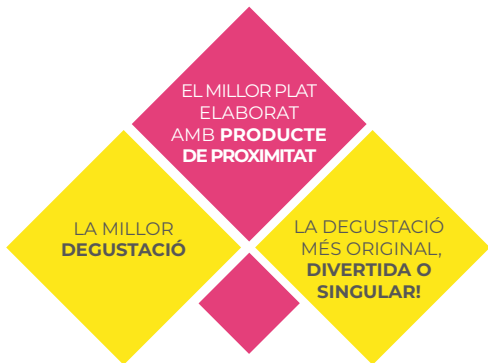 EL MILLOR PLAT
ELABORAT
AMB PRODUCTE
DE PROXIMITAT
LA MILLOR
DEGUSTACIÓ
LA DEGUSTACIÓ
MÉS ORIGINAL,
DIVERTIDA O
SINGULAR!